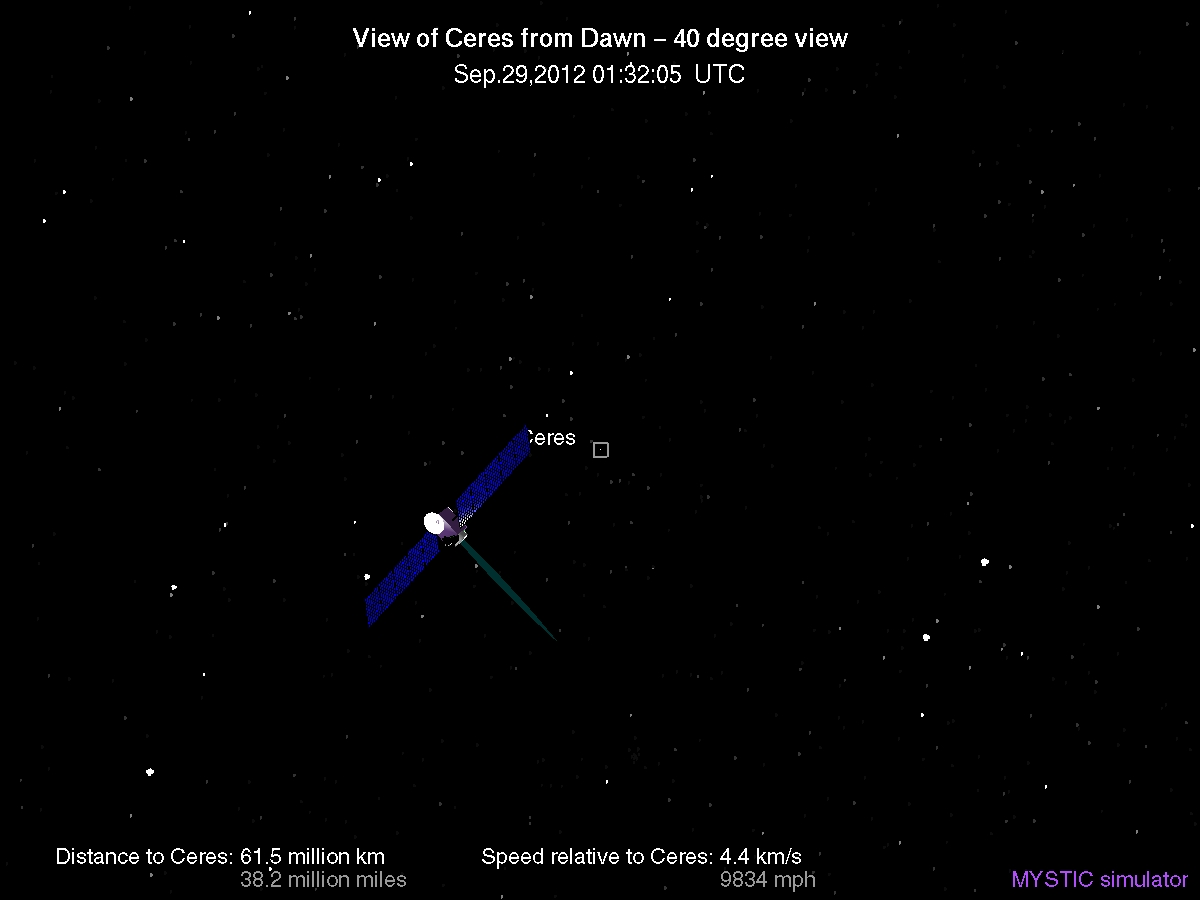 View of Ceres from Dawn – 40 degree view
Sep.29,2012 01:32:05 UTC
Ceres
Distance to Ceres: 61.5 million km
38.2 million miles
Speed relative to Ceres: 4.4 km/s
9834 mph
MYSTIC simulator